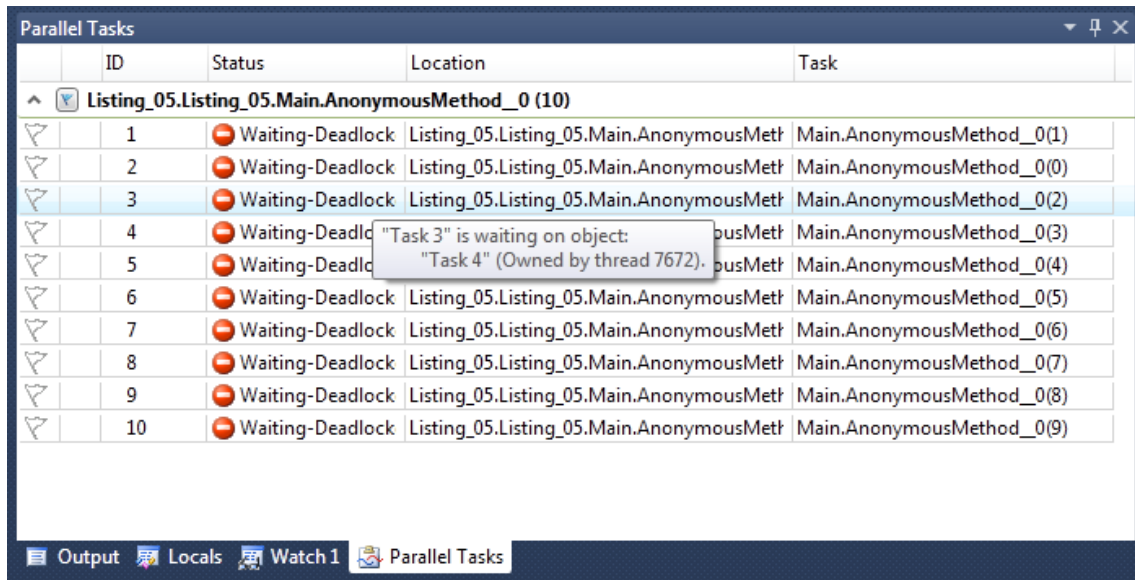 Parallel Tasks
ID Status Location Task
Listing_05.Listing_05.Main.AnonymousMethod__0 (10)
1 Waiting-Deadlock Listing_05.Listing_05.Main.AnonymousMeth Main.AnonymousMethod__0(1)
2 Waiting-Deadlock Listing_05.Listing_05.Main.AnonymousMeth Main.AnonymousMethod__0(0)
3 Waiting-Deadlock Listing_05.Listing_05.Main.AnonymousMeth Main.AnonymousMethod__0(2)
4 Waiting-Deadlo ousMeth Main.AnonymousMethod__0(3)
"Task 3" is waiting on object:
5 Waiting-Deadlo ousMeth Main.AnonymousMethod__0(4)
"Task 4" (Owned by thread 7672).
6 Waiting-Deadlock Listing_05.Listing_05.Main.AnonymousMeth Main.AnonymousMethod__0(5)
7 Waiting-Deadlock Listing_05.Listing_05.Main.AnonymousMeth Main.AnonymousMethod__0(6)
8 Waiting-Deadlock Listing_05.Listing_05.Main.AnonymousMeth Main.AnonymousMethod__0(7)
9 Waiting-Deadlock Listing_05.Listing_05.Main.AnonymousMeth Main.AnonymousMethod__0(8)
10 Waiting-Deadlock Listing_05.Listing_05.Main.AnonymousMeth Main.AnonymousMethod__0(9)
Output Locals Watch 1 Parallel Tasks